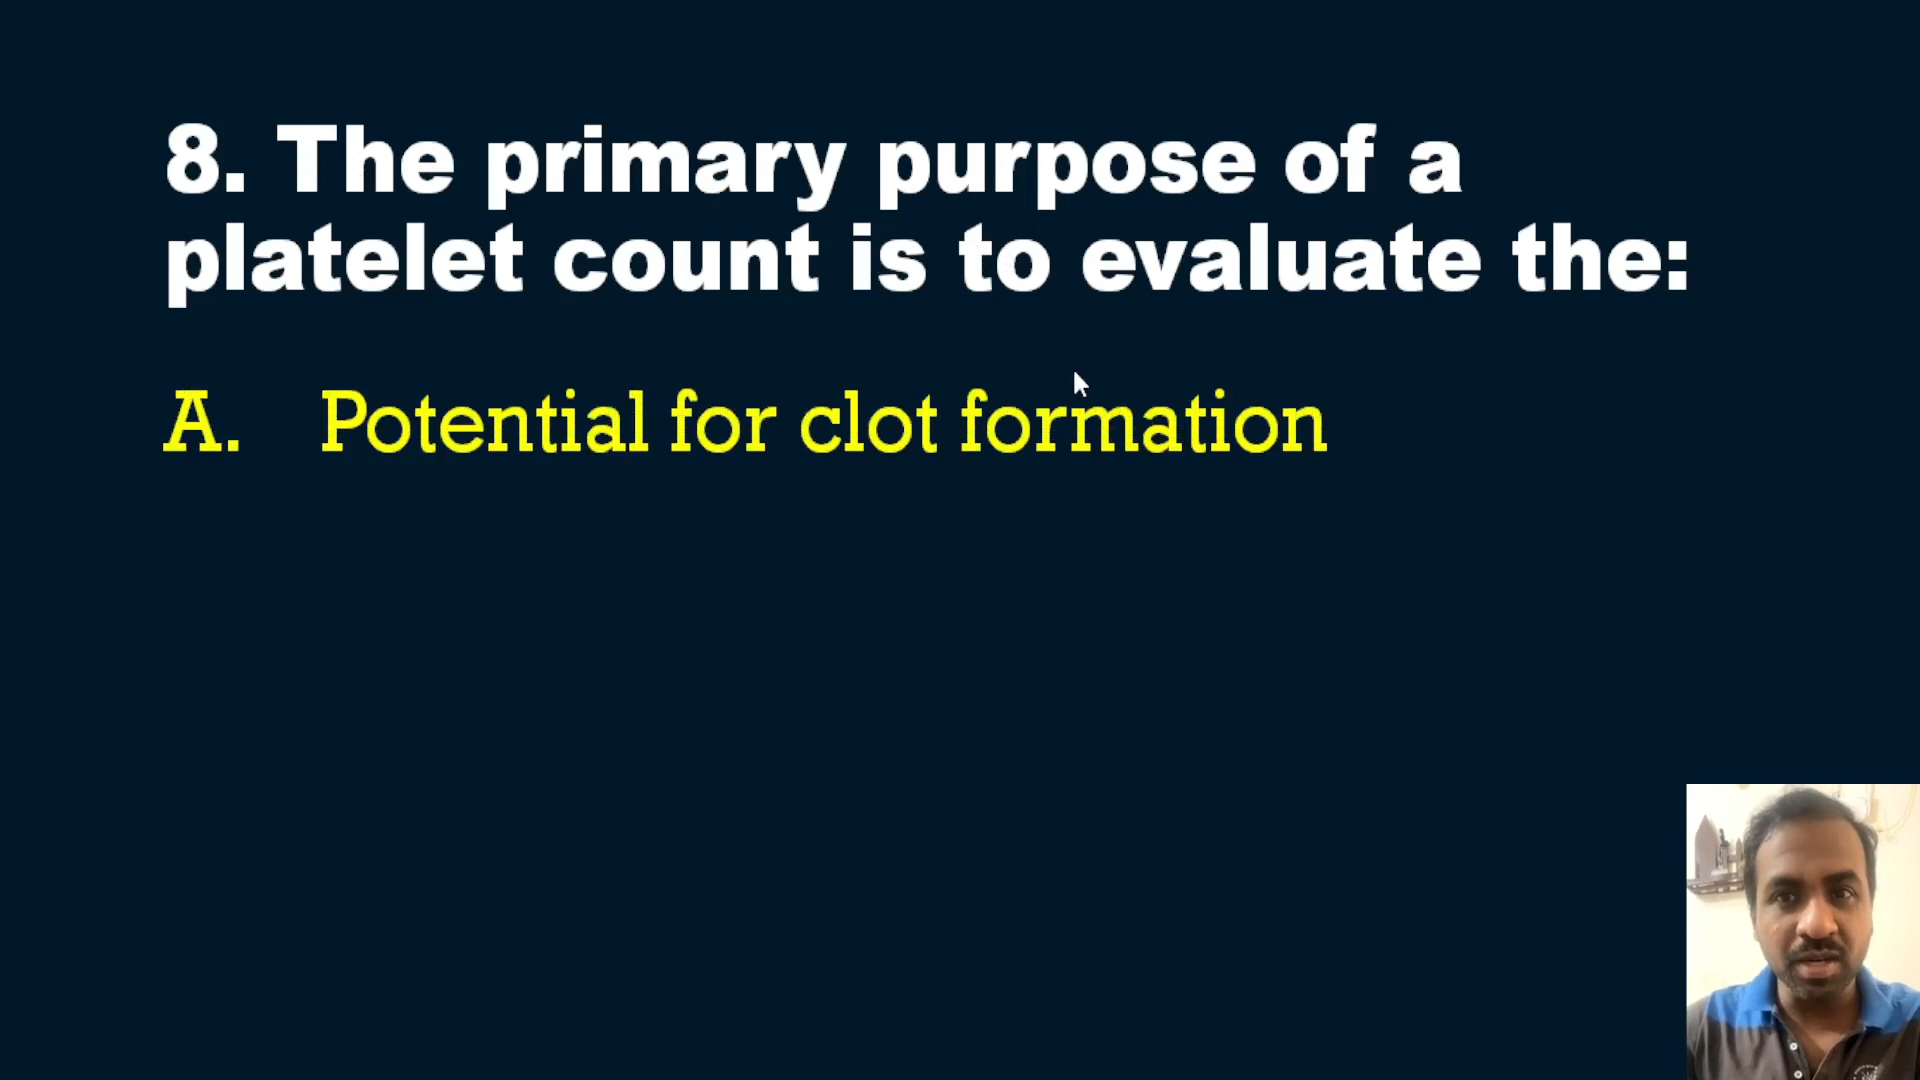 8. The primary purpose of a
platelet count is to evaluate the:
A. Potential for clot formation